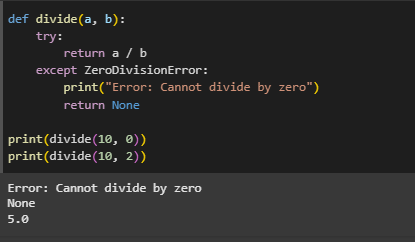 def divide(a, b):
    try:
        return a / b
    except ZeroDivisionError:
        print("Error: Cannot divide by zero")
        return None

print(divide(10, 0))
print(divide(10, 2))
Error: Cannot divide by zero
None
5.0